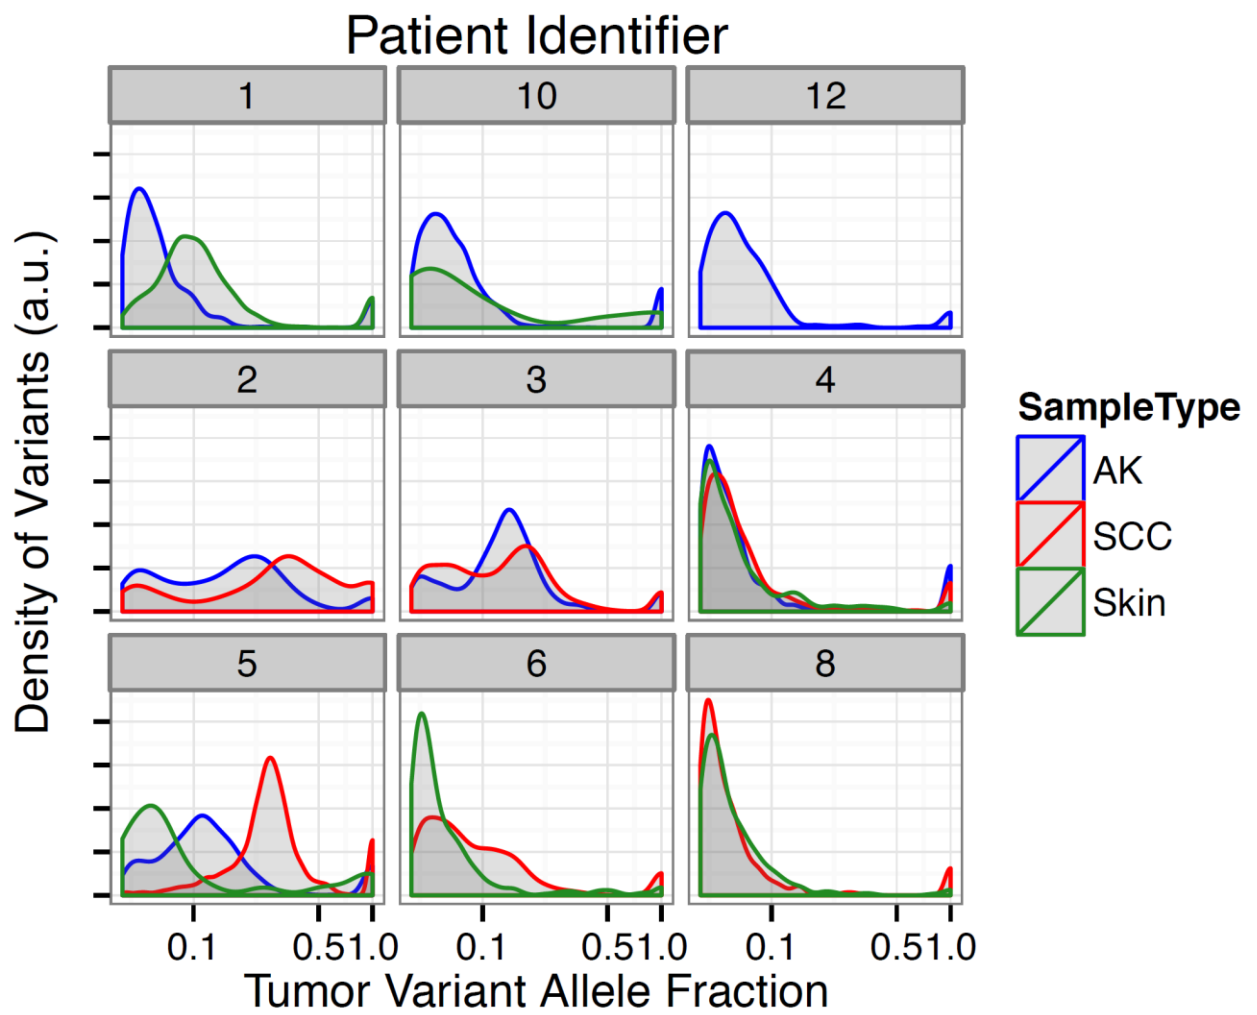 Patient Identifier
1 10 12
2 3 4
5 6 8
Density of Variants (a.u.)
SampleType
AK
SCC
Skin
0.1 0.51.0 0.1 0.51.0 0.1 0.51.0
Tumor Variant Allele Fraction